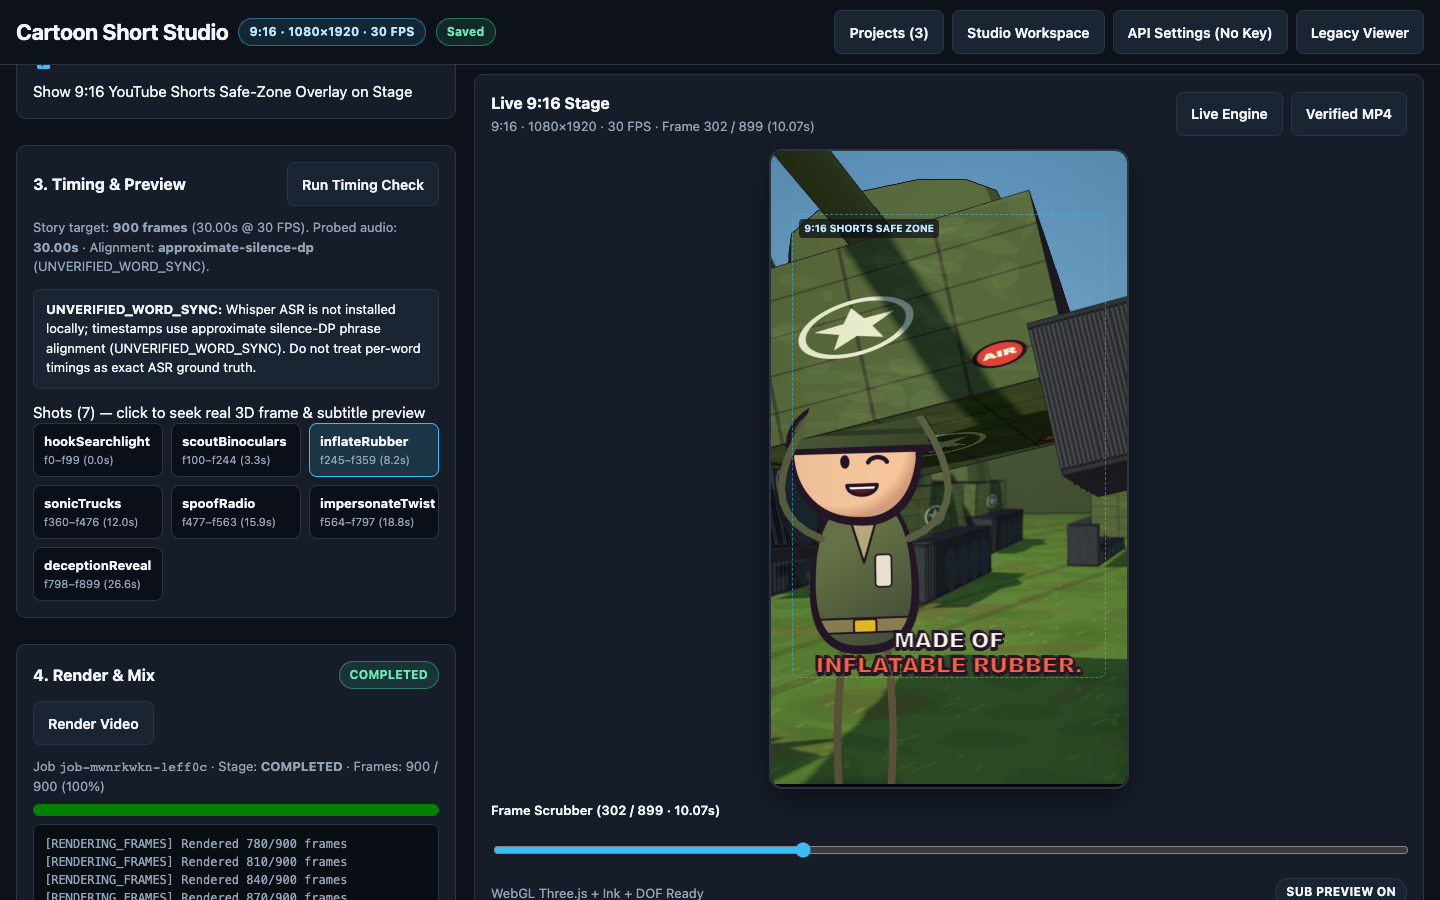 Cartoon Short Studio
9:16 · 1080×1920 · 30 FPS
Saved
Projects (3)
Studio Workspace
API Settings (No Key)
Legacy Viewer
Show 9:16 YouTube Shorts Safe-Zone Overlay on Stage
3. Timing & Preview
Run Timing Check
Story target: 900 frames (30.00s @ 30 FPS). Probed audio:
30.00s · Alignment: approximate-silence-dp
(UNVERIFIED_WORD_SYNC).
UNVERIFIED_WORD_SYNC: Whisper ASR is not installed
locally; timestamps use approximate silence-DP phrase
alignment (UNVERIFIED_WORD_SYNC). Do not treat per-word
timings as exact ASR ground truth.
Shots (7) — click to seek real 3D frame & subtitle preview
hookSearchlight
f0–f99 (0.0s)
scoutBinoculars
f100–f244 (3.3s)
inflateRubber
f245–f359 (8.2s)
sonicTrucks
f360–f476 (12.0s)
spoofRadio
f477–f563 (15.9s)
impersonateTwist
f564–f797 (18.8s)
deceptionReveal
f798–f899 (26.6s)
4. Render & Mix
COMPLETED
Render Video
Job job-mwnrkwkn-1eff0c · Stage: COMPLETED · Frames: 900 /
900 (100%)
[RENDERING_FRAMES] Rendered 780/900 frames
[RENDERING_FRAMES] Rendered 810/900 frames
[RENDERING_FRAMES] Rendered 840/900 frames
[RENDERING_FRAMES] Rendered 870/900 frames
Live 9:16 Stage
9:16 · 1080×1920 · 30 FPS · Frame 302 / 899 (10.07s)
Live Engine
Verified MP4
9:16 SHORTS SAFE ZONE
AIR
MADE OF
INFLATABLE RUBBER.
Frame Scrubber (302 / 899 · 10.07s)
WebGL Three.js + Ink + DOF Ready
SUB PREVIEW ON